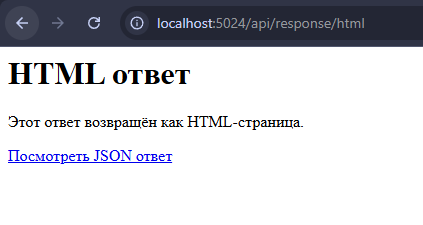 localhost:5024/api/response/html
HTML ответ
Этот ответ возвращён как HTML-страница.
Посмотреть JSON ответ